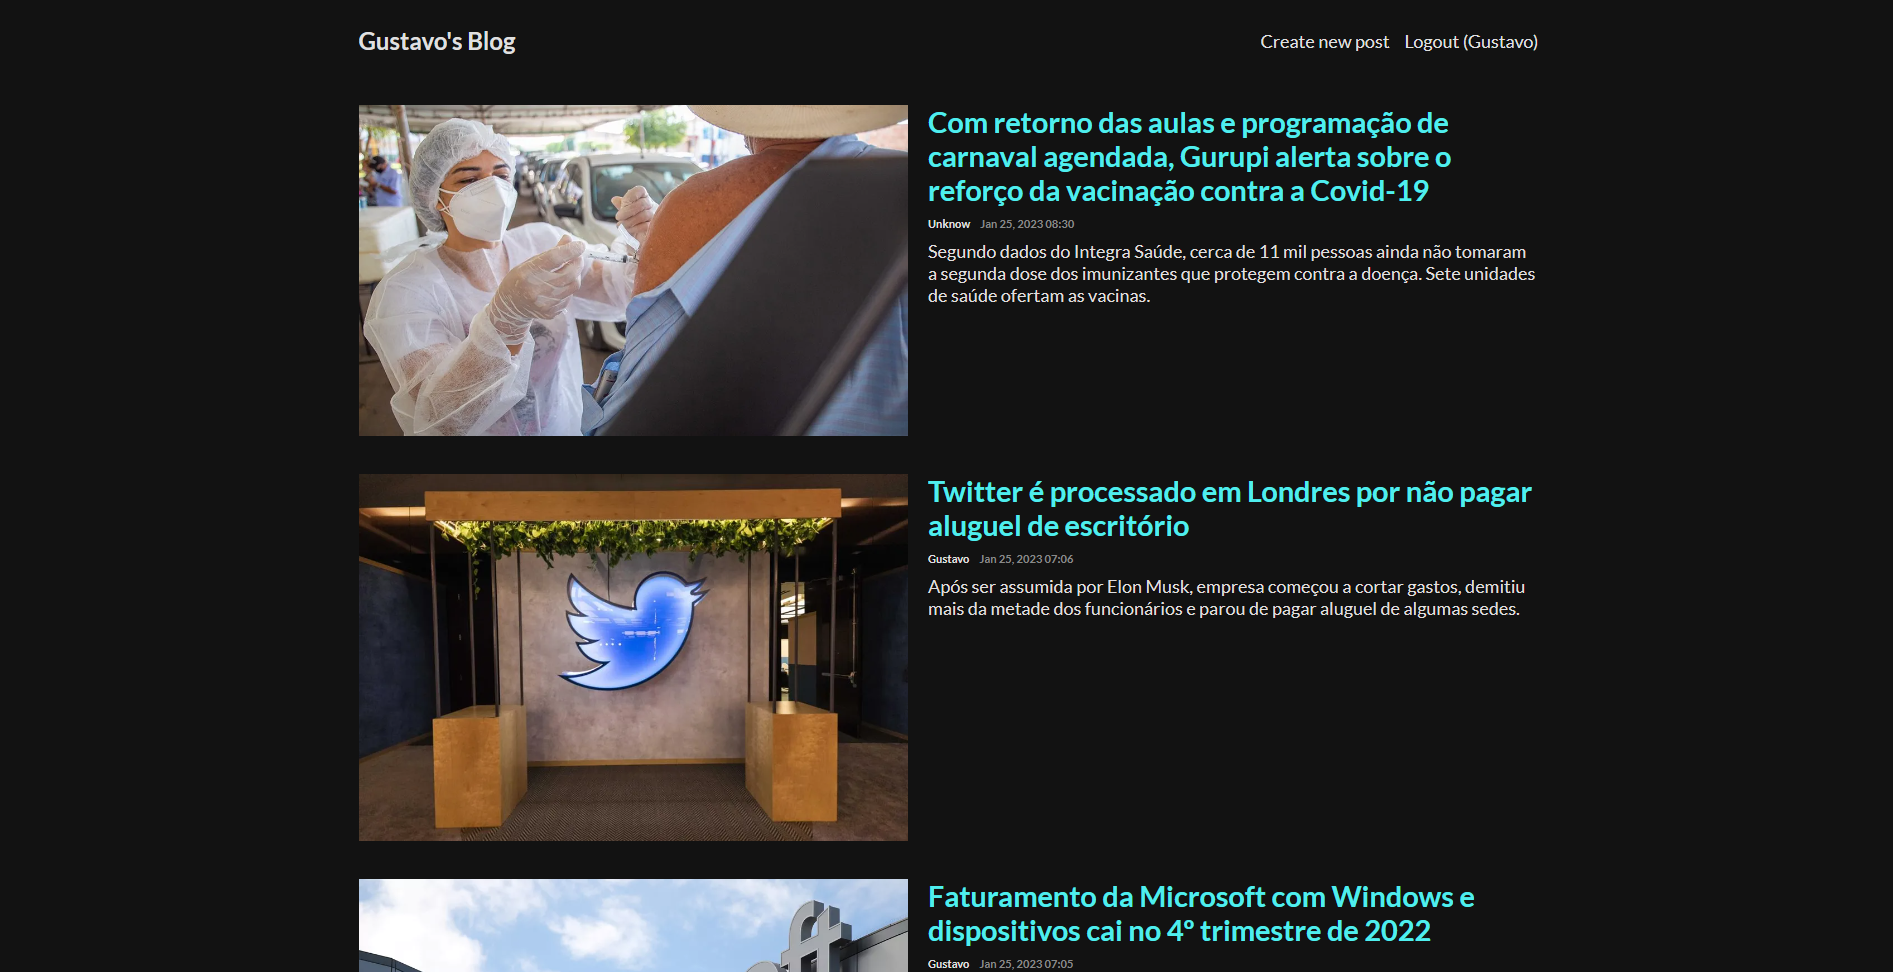 Gustavo's Blog
Create new post Logout (Gustavo)
Com retorno das aulas e programação de
carnaval agendada, Gurupi alerta sobre o
reforço da vacinação contra a Covid-19
Unknow Jan 25, 2023 08:30
Segundo dados do Integra Saúde, cerca de 11 mil pessoas ainda não tomaram
a segunda dose dos imunizantes que protegem contra a doença. Sete unidades
de saúde ofertam as vacinas.
Twitter é processado em Londres por não pagar
aluguel de escritório
Gustavo Jan 25, 2023 07:06
Após ser assumida por Elon Musk, empresa começou a cortar gastos, demitiu
mais da metade dos funcionários e parou de pagar aluguel de algumas sedes.
Faturamento da Microsoft com Windows e
dispositivos cai no 4º trimestre de 2022
Gustavo Jan 25, 2023 07:05